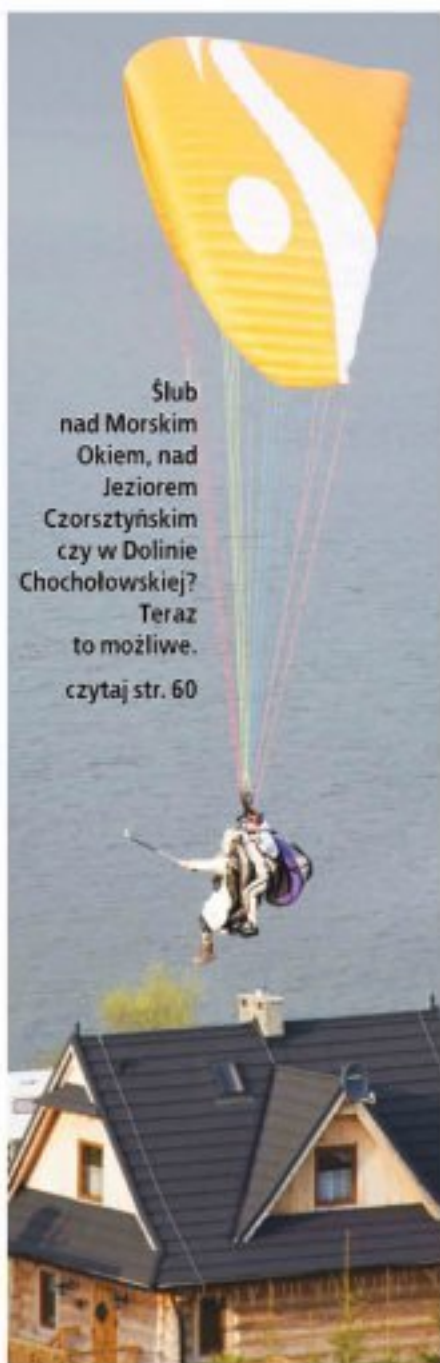 Ślub
nad Morskim
Okiem, nad
Jeziorem
Czorsztyńskim
czy w Dolinie
Chochołowskiej?
Teraz
to możliwe.
czytaj str. 60